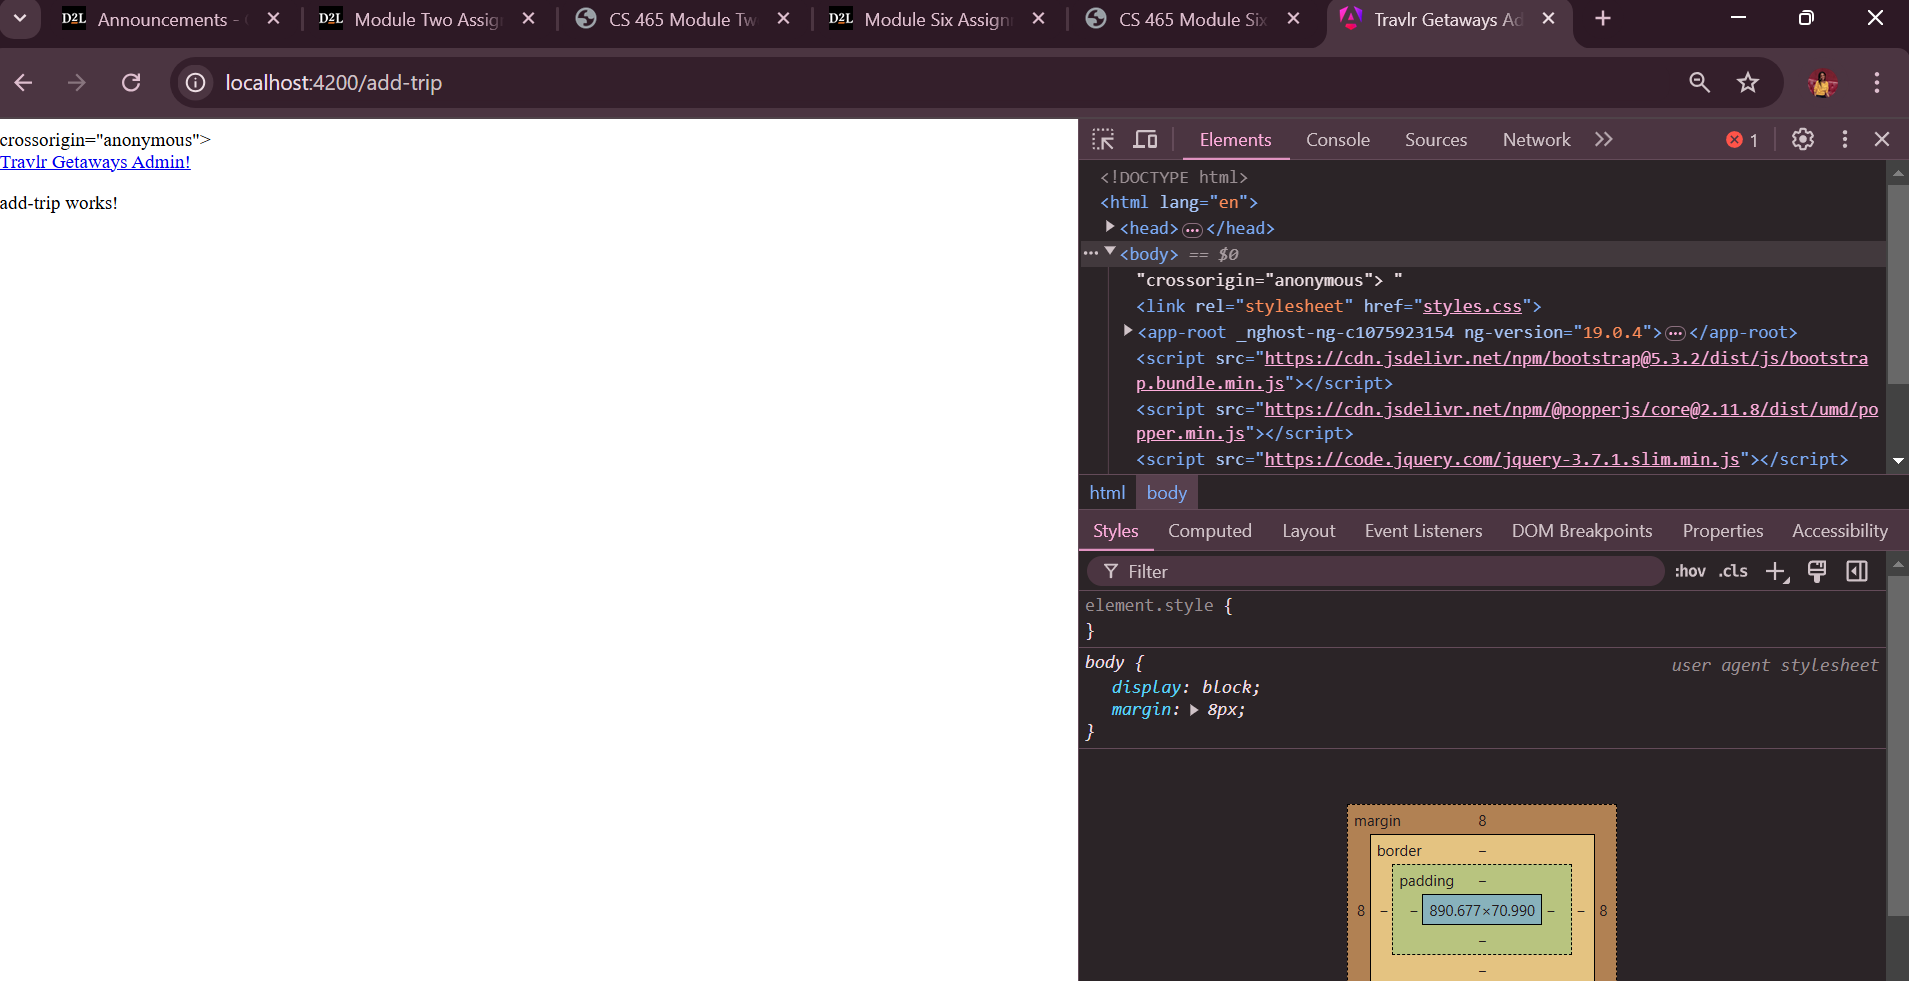 D2L Announcements -
D2L Module Two Assig
CS 465 Module Tw
D2L Module Six Assign
CS 465 Module Six
Travlr Getaways Ad
localhost:4200/add-trip
crossorigin="anonymous">
Travlr Getaways Admin!
add-trip works!
Elements Console Sources Network 1
<!DOCTYPE html>
<html lang="en">
<head> … </head>
… <body> == $0
"crossorigin="anonymous"> "
<link rel="stylesheet" href="styles.css">
<app-root _nghost-ng-c1075923154 ng-version="19.0.4"> … </app-root>
<script src="https://cdn.jsdelivr.net/npm/bootstrap@5.3.2/dist/js/bootstra
p.bundle.min.js"></script>
<script src="https://cdn.jsdelivr.net/npm/@popperjs/core@2.11.8/dist/umd/po
pper.min.js"></script>
<script src="https://code.jquery.com/jquery-3.7.1.slim.min.js"></script>
html body
Styles Computed Layout Event Listeners DOM Breakpoints Properties Accessibility
Filter :hov .cls
element.style {
}
body { user agent stylesheet
display: block;
margin: 8px;
}
margin 8
border –
padding –
8 – – 890.677×70.990 – – 8
–
–